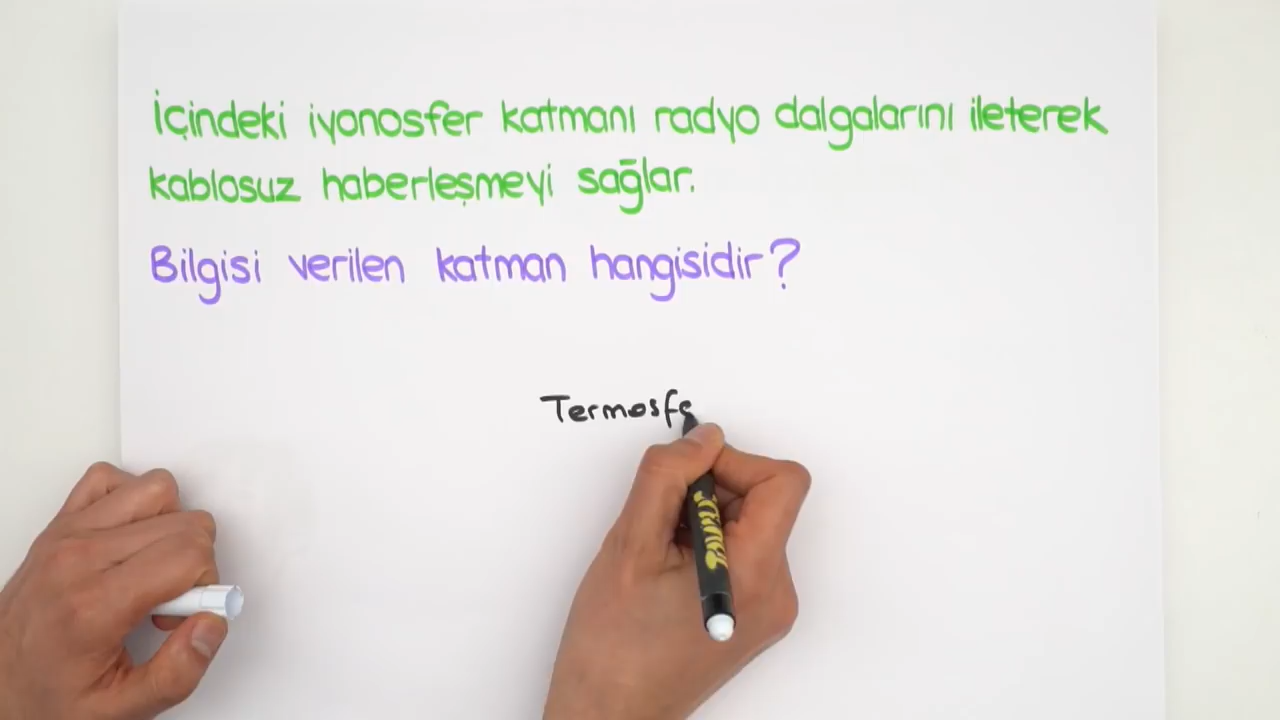 İçindeki iyonosfer katmanı radyo dalgalarını ileterek
kablosuz haberleşmeyi sağlar.
Bilgisi verilen katman hangisidir?
Termosfe